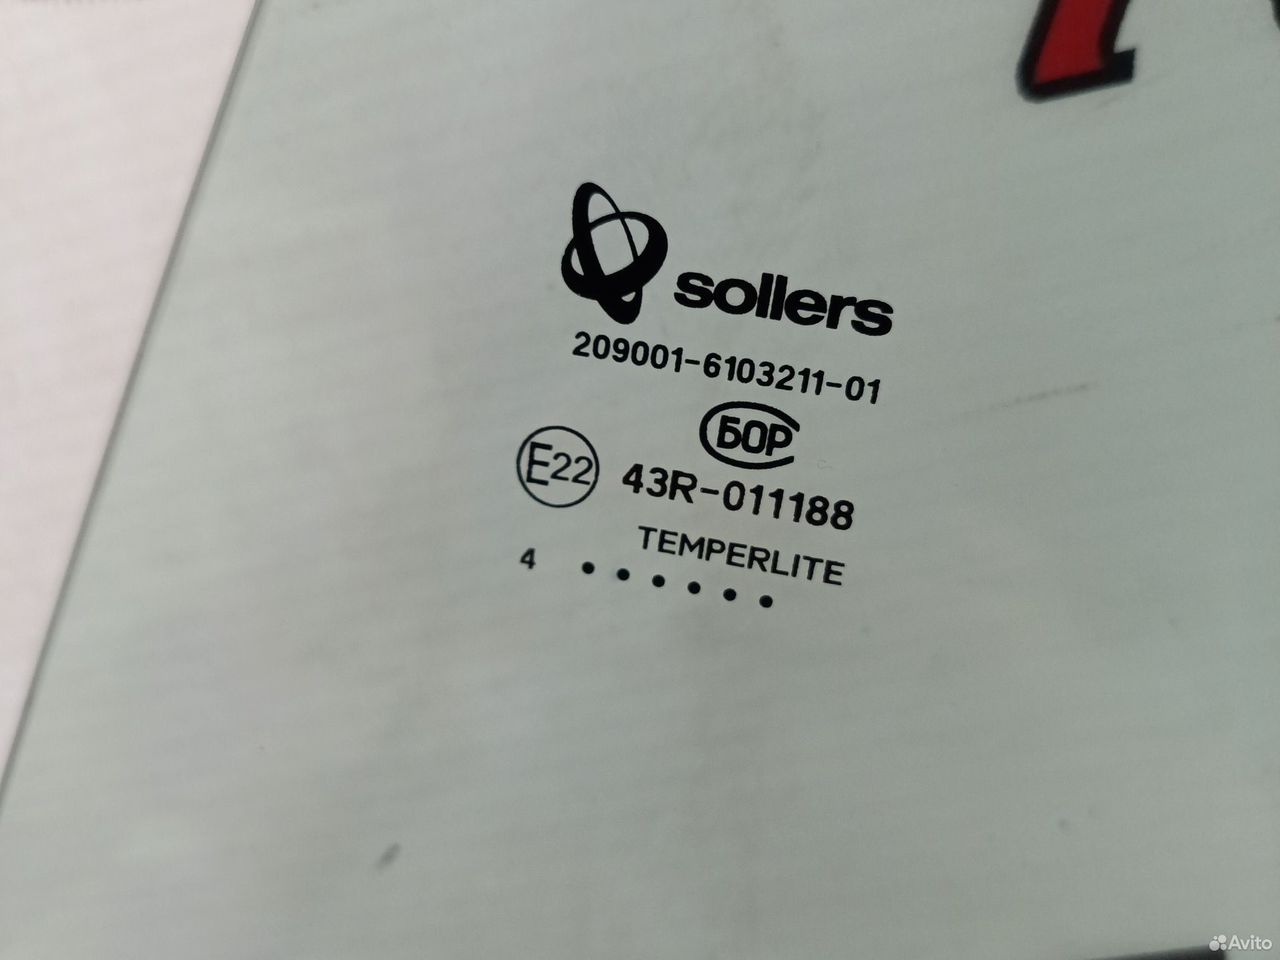 sollers
209001-6103211-01
БОР
E22 43R-011188
TEMPERLITE
4 ••••••
Avito